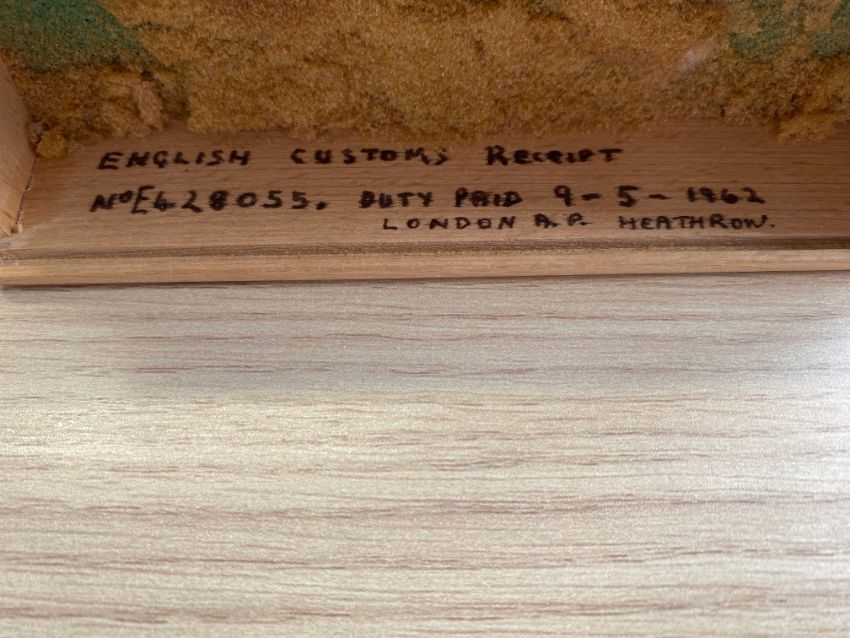 ENGLISH CUSTOMS RECEIPT
NOE428055. DUTY PAID 9-5-1962
LONDON A.P. HEATHROW.